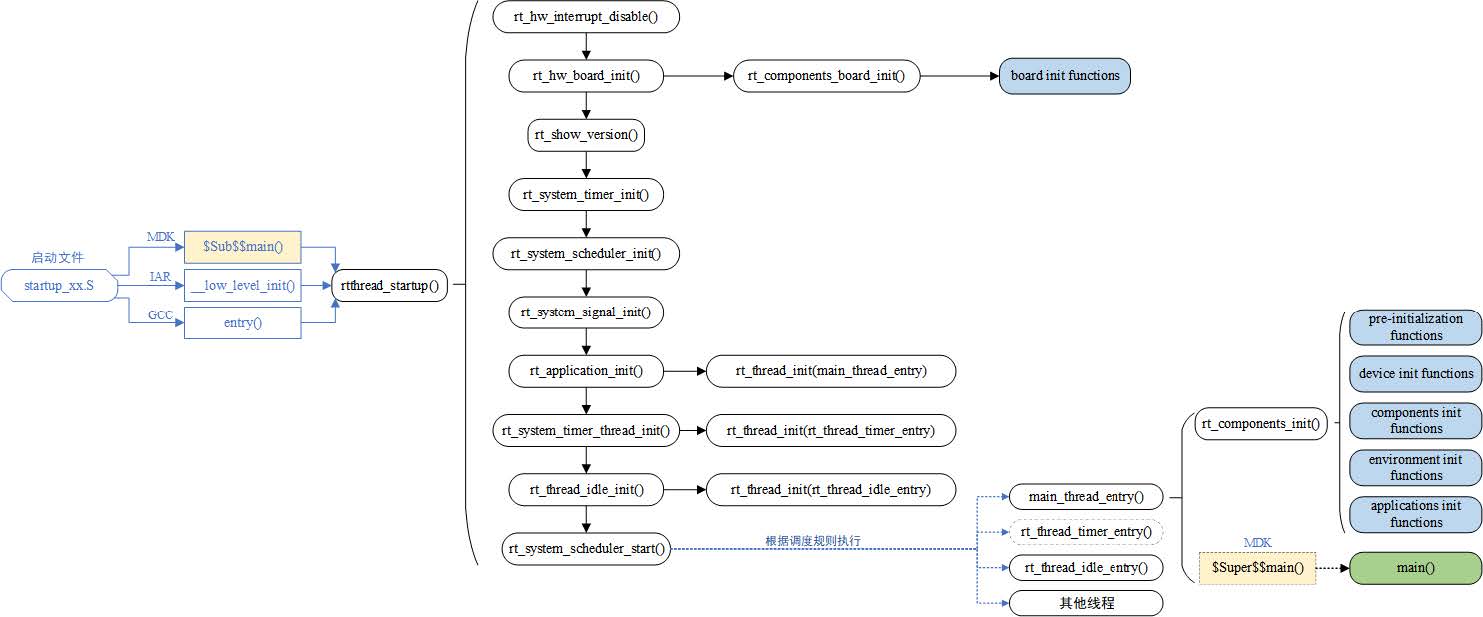 启动文件
startup_xx.S
MDK
IAR
GCC
$Sub$$main()
__low_level_init()
entry()
rtthread_startup()
rt_hw_interrupt_disable()
rt_hw_board_init()
rt_components_board_init()
board init functions
rt_show_version()
rt_system_timer_init()
rt_system_scheduler_init()
rt_system_signal_init()
rt_application_init()
rt_thread_init(main_thread_entry)
rt_system_timer_thread_init()
rt_thread_init(rt_thread_timer_entry)
rt_thread_idle_init()
rt_thread_init(rt_thread_idle_entry)
rt_system_scheduler_start()
根据调度规则执行
main_thread_entry()
rt_thread_timer_entry()
rt_thread_idle_entry()
其他线程
rt_components_init()
pre-initialization
functions
device init functions
components init
functions
environment init
functions
applications init
functions
MDK
$Super$$main()
main()